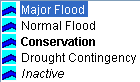 Major Flood
Normal Flood
Conservation
Drought Contingency
Inactive